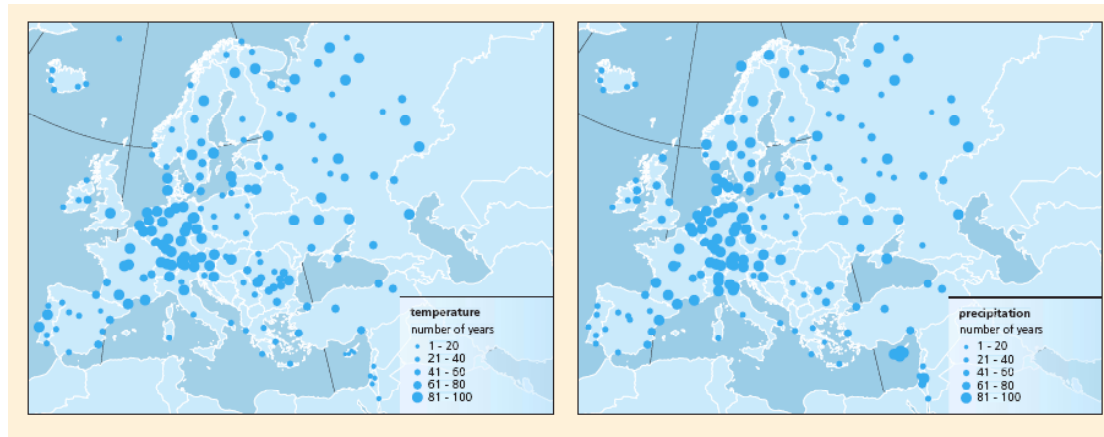 temperature
number of years
1 - 20
21 - 40
41 - 60
61 - 80
81 - 100
precipitation
number of years
1 - 20
21 - 40
41 - 60
61 - 80
81 - 100